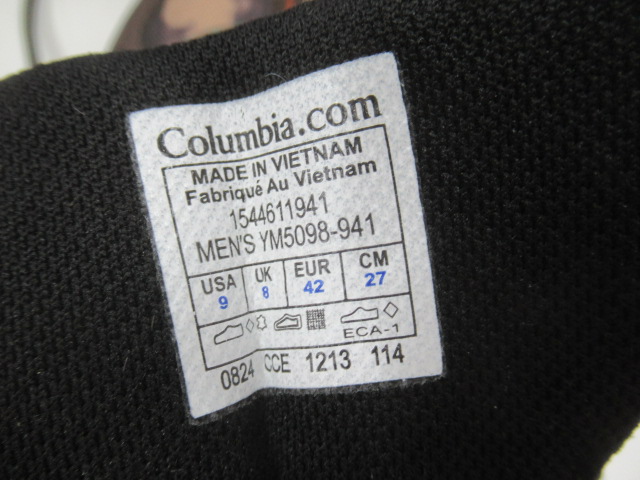 Columbia.com
MADE IN VIETNAM
Fabriqué Au Vietnam
1544611941
MEN'S YM5098-941
USA UK EUR CM
9 8 42 27
ECA-1
0824 CCE 1213 114